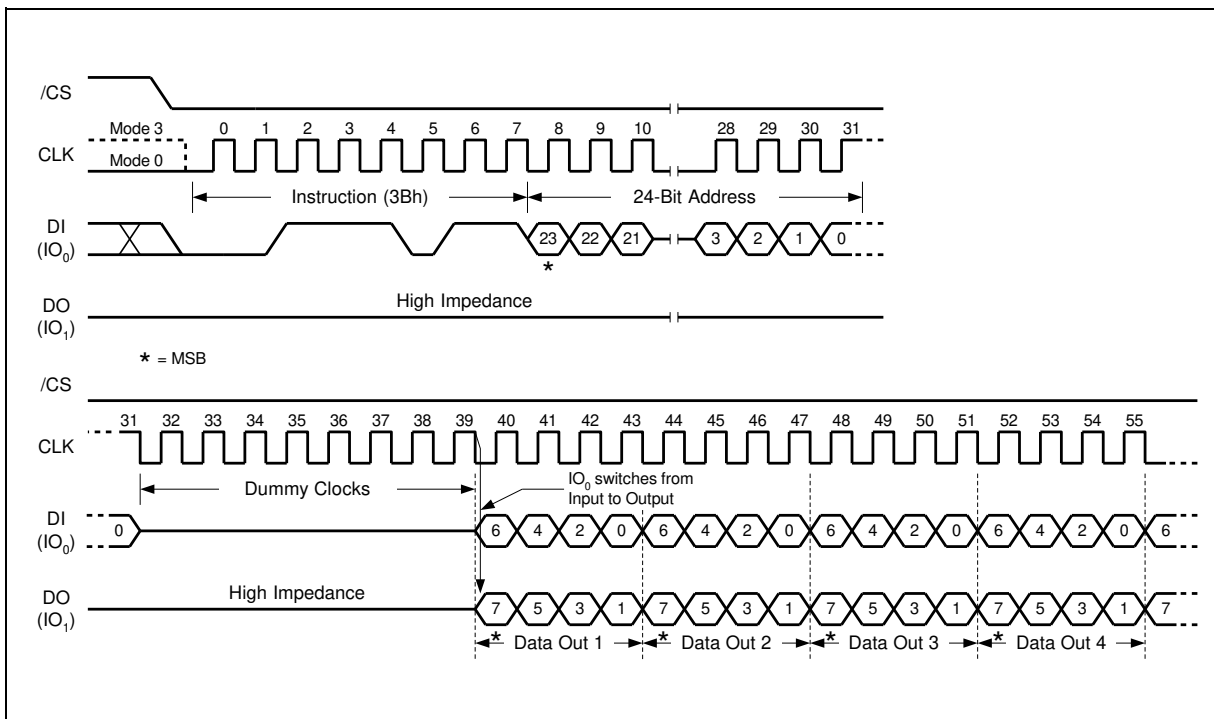 /CS
Mode 3 0 1 2 3 4 5 6 7 8 9 10 28 29 30 31
CLK
Mode 0
Instruction (3Bh) 24-Bit Address
DI
(IO0) 23 22 21 3 2 1 0
*
High Impedance
DO
(IO1)
* = MSB
/CS
31 32 33 34 35 36 37 38 39 40 41 42 43 44 45 46 47 48 49 50 51 52 53 54 55
CLK
Dummy Clocks
IO0 switches from
Input to Output
DI
(IO0) 0 6 4 2 0 6 4 2 0 6 4 2 0 6 4 2 0 6
High Impedance
DO
(IO1) 7 5 3 1 7 5 3 1 7 5 3 1 7 5 3 1 7
* Data Out 1 * Data Out 2 * Data Out 3 * Data Out 4